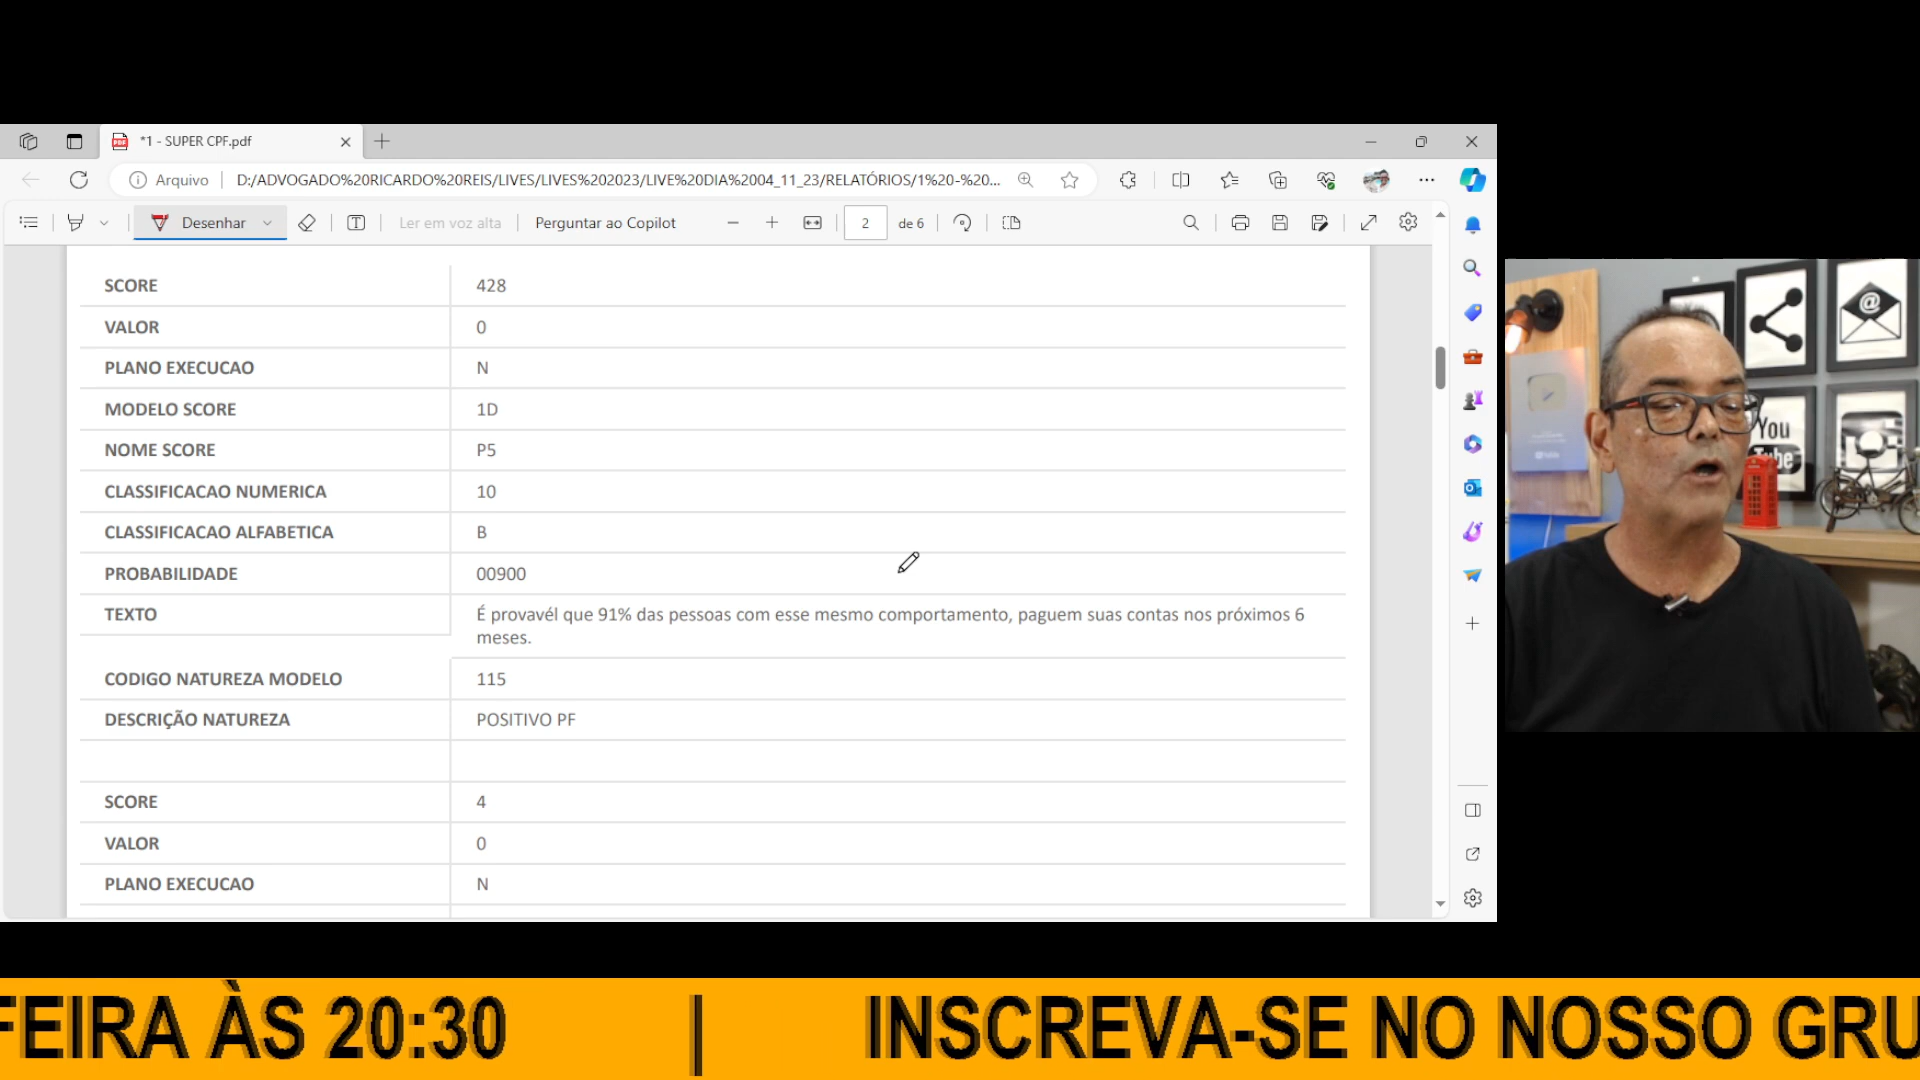 *1 - SUPER CPF.pdf
Arquivo
D:/ADVOGADO%20RICARDO%20REIS/LIVES/LIVES%202023/LIVE%20DIA%2004_11_23/RELATÓRIOS/1%20-%20...
Desenhar
Ler em voz alta
Perguntar ao Copilot
2
de 6
SCORE 428
VALOR 0
PLANO EXECUCAO N
MODELO SCORE 1D
NOME SCORE P5
CLASSIFICACAO NUMERICA 10
CLASSIFICACAO ALFABETICA B
PROBABILIDADE 00900
TEXTO É provavél que 91% das pessoas com esse mesmo comportamento, paguem suas contas nos próximos 6
meses.
CODIGO NATUREZA MODELO 115
DESCRIÇÃO NATUREZA POSITIVO PF
SCORE 4
VALOR 0
PLANO EXECUCAO N
You
Tube
FEIRA ÀS 20:30 | INSCREVA-SE NO NOSSO GRU